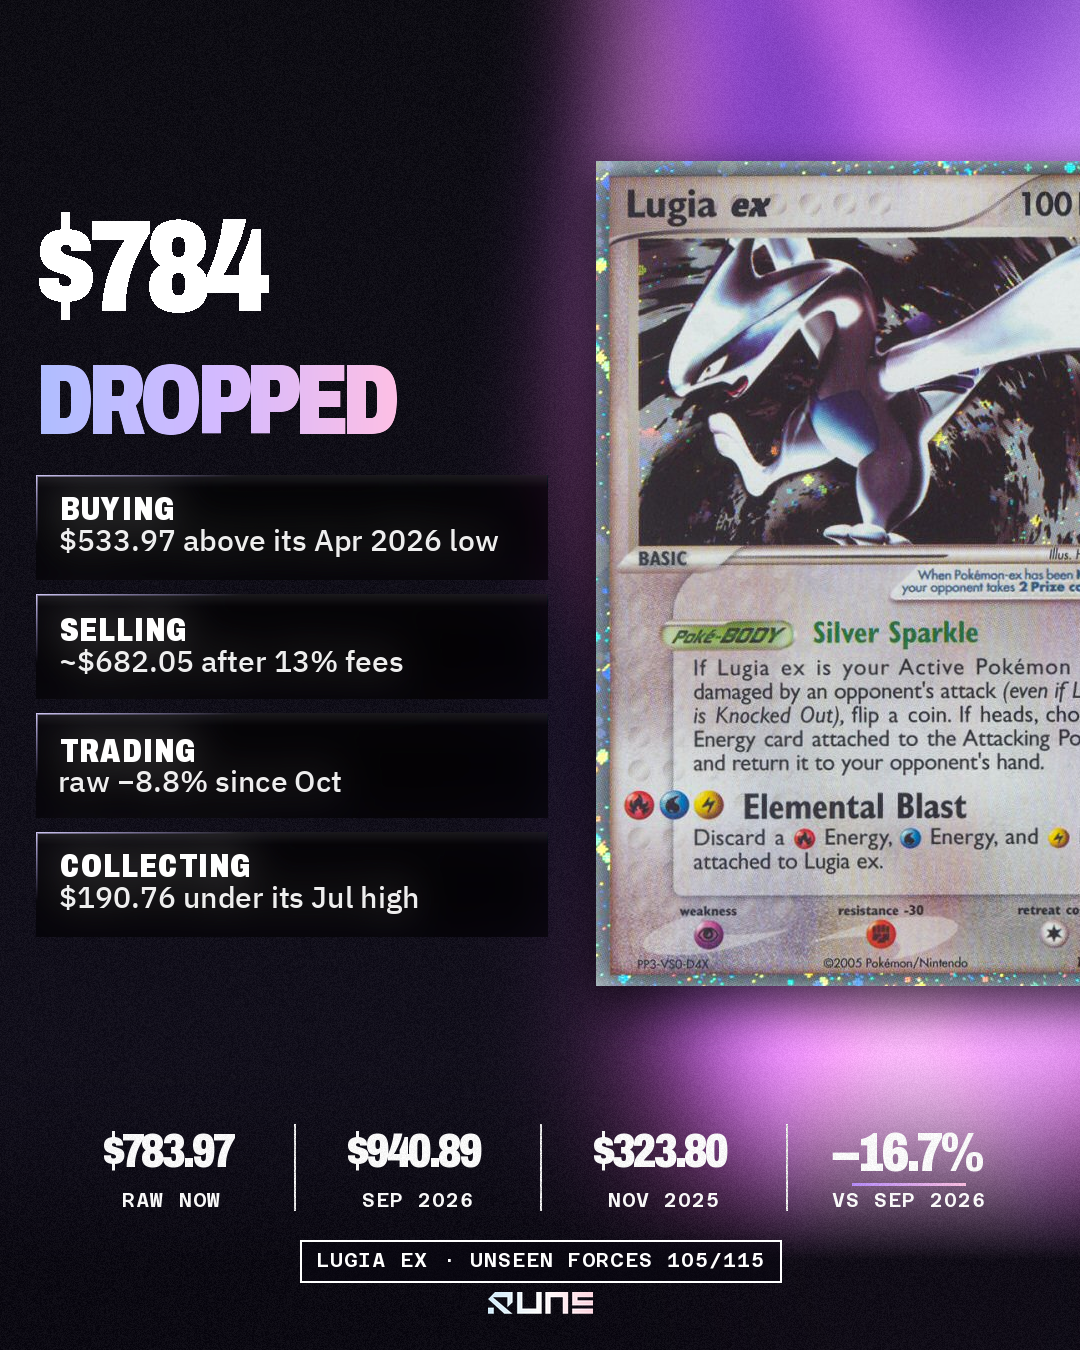 $784
DROPPED
BUYING
$533.97 above its Apr 2026 low
SELLING
~$682.05 after 13% fees
TRADING
raw −8.8% since Oct
COLLECTING
$190.76 under its Jul high
Lugia ex
100
BASIC
Illus.
When Pokémon-ex has been
your opponent takes 2 Prize
Poké-BODY Silver Sparkle
If Lugia ex is your Active Pokémon
damaged by an opponent's attack (even if
is Knocked Out), flip a coin. If heads,
Energy card attached to the Attacking
and return it to your opponent's hand.
Elemental Blast
Discard a Energy, Energy, and
attached to Lugia ex.
weakness
resistance -30
retreat
PP3-VS0-D4X
©2005 Pokémon/Nintendo
$783.97
RAW NOW
$940.89
SEP 2026
$323.80
NOV 2025
−16.7%
VS SEP 2026
LUGIA EX · UNSEEN FORCES 105/115
RUNE